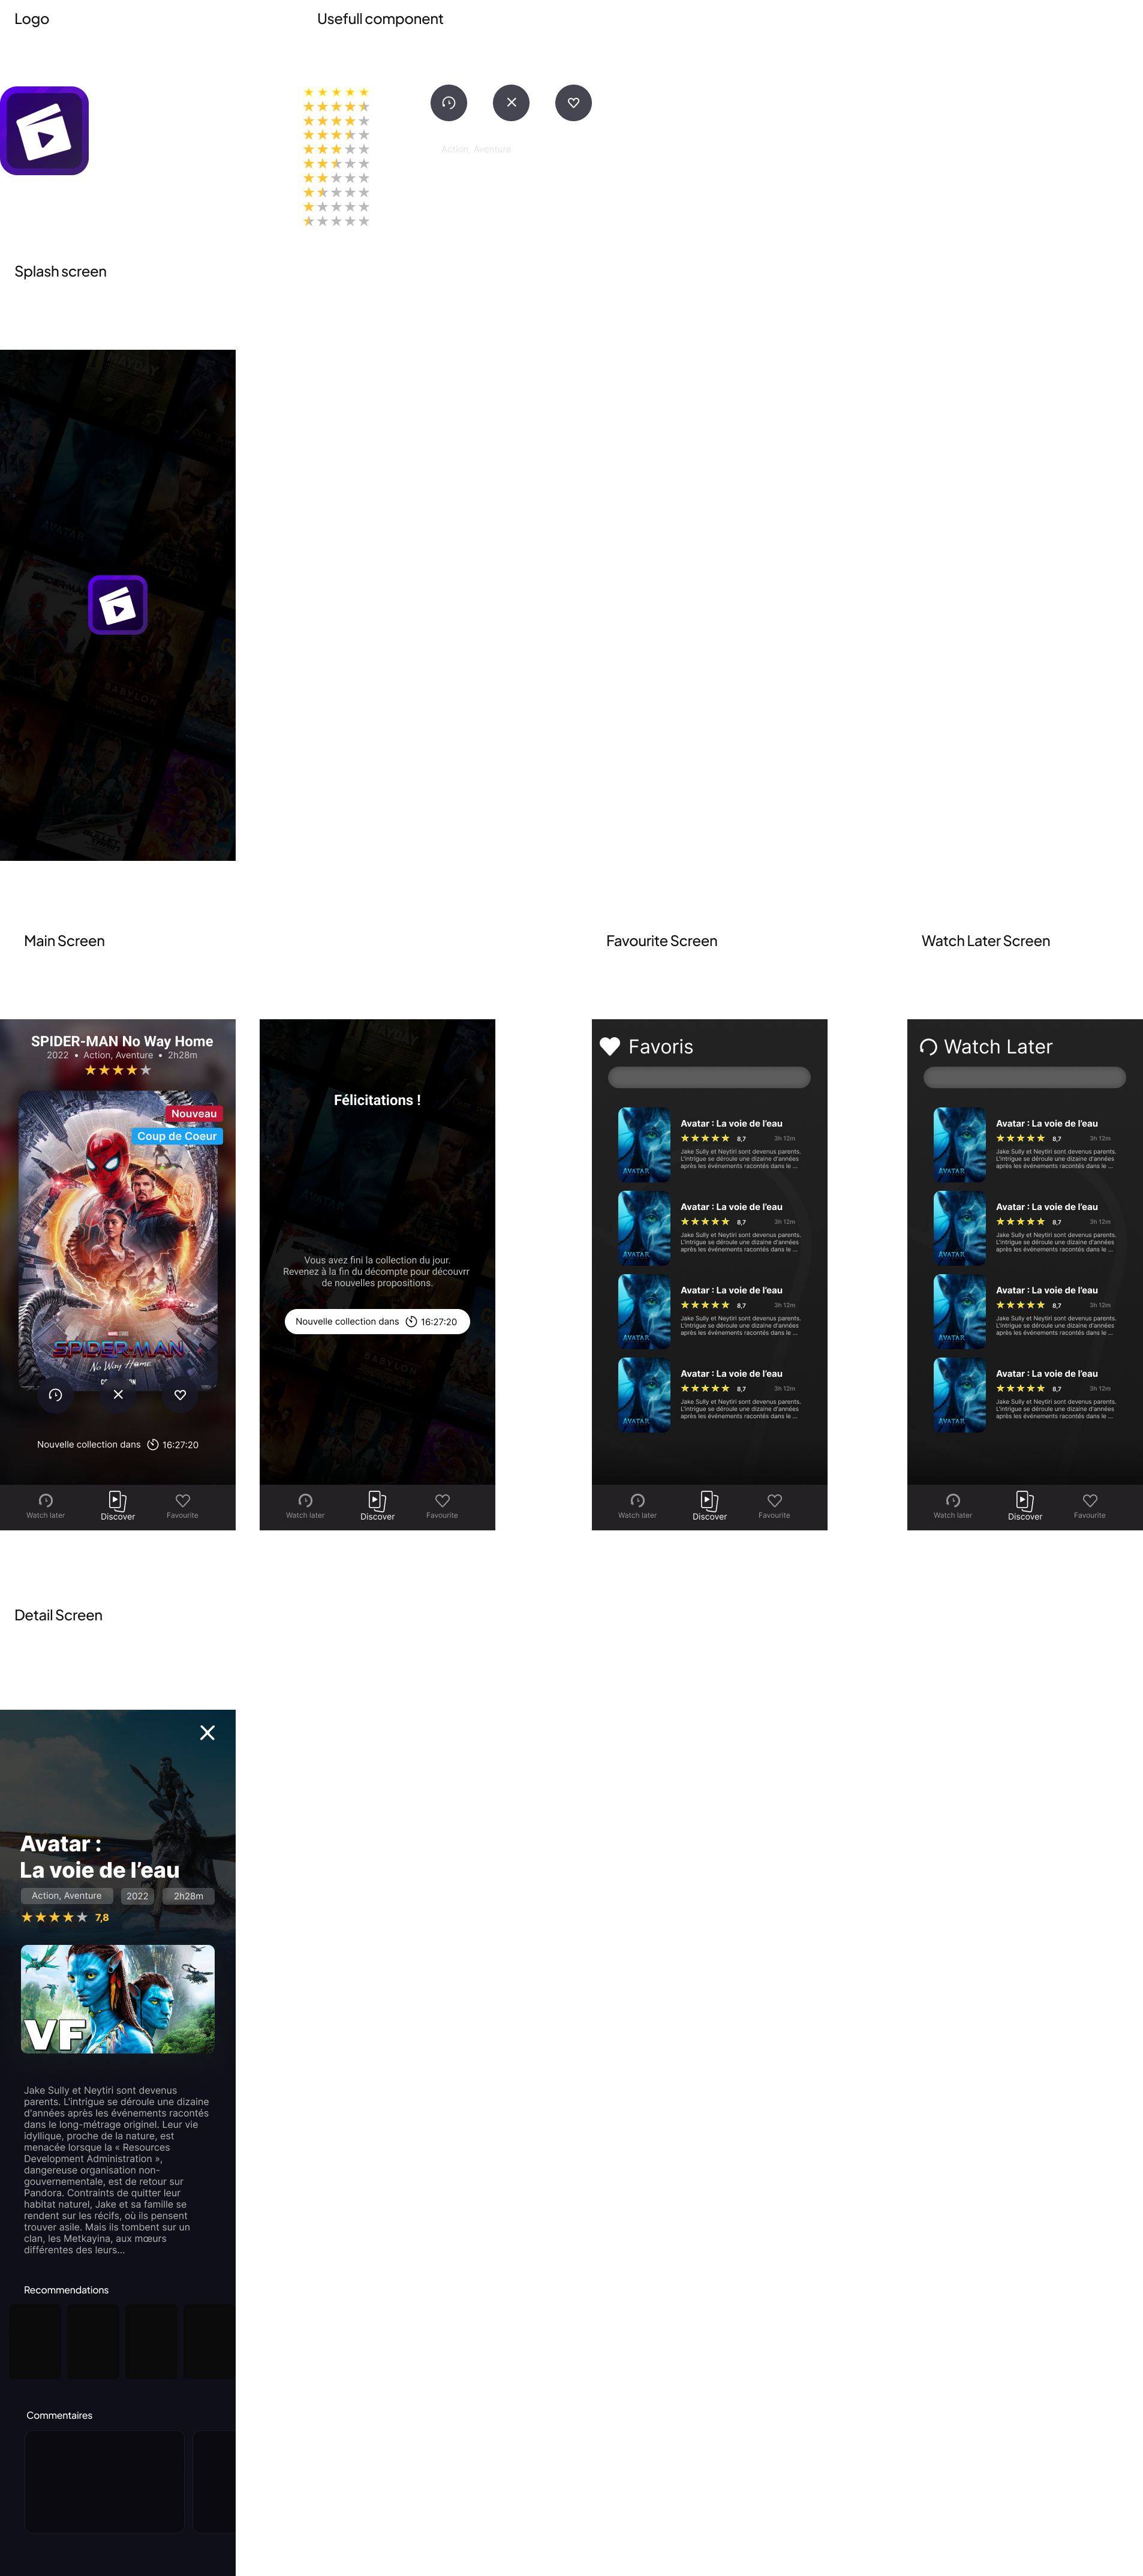 Logo
Usefull component
Action, Aventure
Splash screen
MAYDAY
AVATAR
SPIDER-MAN
BABYLON
BULLET TRAIN
Main Screen
Favourite Screen
Watch Later Screen
SPIDER-MAN No Way Home
2022 • Action, Aventure • 2h28m
Nouveau
Coup de Coeur
SPIDER-MAN
No Way Home
Nouvelle collection dans 16:27:20
Watch later
Discover
Favourite
MAYDAY
Félicitations !
AVATAR
Vous avez fini la collection du jour.
Revenez à la fin du décompte pour découvrr
de nouvelles propositions.
Nouvelle collection dans 16:27:20
BABYLON
Watch later
Discover
Favourite
Favoris
AVATAR
Avatar : La voie de l’eau
8,7
3h 12m
Jake Sully et Neytiri sont devenus parents.
L'intrigue se déroule une dizaine d'années
après les événements racontés dans le ...
AVATAR
Avatar : La voie de l’eau
8,7
3h 12m
Jake Sully et Neytiri sont devenus parents.
L'intrigue se déroule une dizaine d'années
après les événements racontés dans le ...
AVATAR
Avatar : La voie de l’eau
8,7
3h 12m
Jake Sully et Neytiri sont devenus parents.
L'intrigue se déroule une dizaine d'années
après les événements racontés dans le ...
AVATAR
Avatar : La voie de l’eau
8,7
3h 12m
Jake Sully et Neytiri sont devenus parents.
L'intrigue se déroule une dizaine d'années
après les événements racontés dans le ...
Watch later
Discover
Favourite
Watch Later
AVATAR
Avatar : La voie de l’eau
8,7
3h 12m
Jake Sully et Neytiri sont devenus parents.
L'intrigue se déroule une dizaine d'années
après les événements racontés dans le ...
AVATAR
Avatar : La voie de l’eau
8,7
3h 12m
Jake Sully et Neytiri sont devenus parents.
L'intrigue se déroule une dizaine d'années
après les événements racontés dans le ...
AVATAR
Avatar : La voie de l’eau
8,7
3h 12m
Jake Sully et Neytiri sont devenus parents.
L'intrigue se déroule une dizaine d'années
après les événements racontés dans le ...
AVATAR
Avatar : La voie de l’eau
8,7
3h 12m
Jake Sully et Neytiri sont devenus parents.
L'intrigue se déroule une dizaine d'années
après les événements racontés dans le ...
Watch later
Discover
Favourite
Detail Screen
Avatar :
La voie de l’eau
Action, Aventure
2022
2h28m
7,8
VF
Jake Sully et Neytiri sont devenus
parents. L'intrigue se déroule une dizaine
d'années après les événements racontés
dans le long-métrage originel. Leur vie
idyllique, proche de la nature, est
menacée lorsque la « Resources
Development Administration »,
dangereuse organisation non-
gouvernementale, est de retour sur
Pandora. Contraints de quitter leur
habitat naturel, Jake et sa famille se
rendent sur les récifs, où ils pensent
trouver asile. Mais ils tombent sur un
clan, les Metkayina, aux mœurs
différentes des leurs...
Recommendations
Commentaires